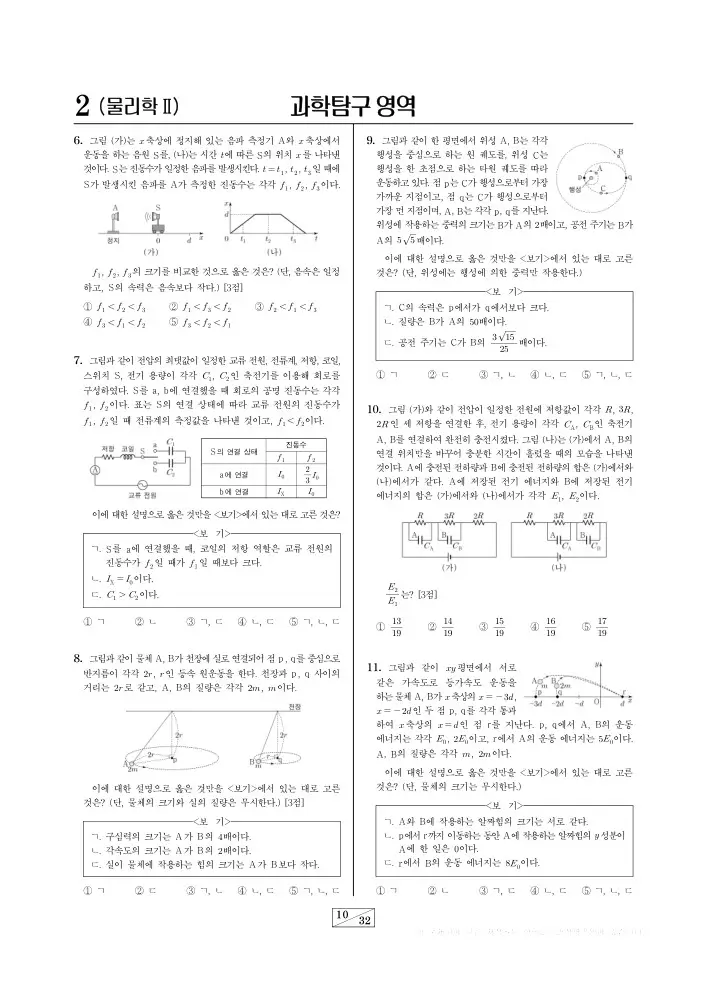 2 (물리학 II)
과학탐구 영역
6. 그림 (가)는 x축상에 정지해 있는 음파 측정기 A와 x축상에서
운동을 하는 음원 S를, (나)는 시간 t에 따른 S의 위치 x를 나타낸
것이다. S는 진동수가 일정한 음파를 발생시킨다. t=t₁, t₂, t₃일 때에
S가 발생시킨 음파를 A가 측정한 진동수는 각각 f₁, f₂, f₃이다.
A S
정지 0 d x
(가)
x
d
0 t₁ t₂ t₃ t
(나)
f₁, f₂, f₃의 크기를 비교한 것으로 옳은 것은? (단, 음속은 일정
하고, S의 속력은 음속보다 작다.) [3점]
① f₁<f₂<f₃ ② f₁<f₃<f₂ ③ f₂<f₁<f₃
④ f₃<f₁<f₂ ⑤ f₃<f₂<f₁
7. 그림과 같이 전압의 최댓값이 일정한 교류 전원, 전류계, 저항, 코일,
스위치 S, 전기 용량이 각각 C₁, C₂인 축전기를 이용해 회로를
구성하였다. S를 a, b에 연결했을 때 회로의 공명 진동수는 각각
f₁, f₂이다. 표는 S의 연결 상태에 따라 교류 전원의 진동수가
f₁, f₂일 때 전류계의 측정값을 나타낸 것이고, f₁<f₂이다.
저항 코일 S a C₁
b C₂
A
교류 전원
S의 연결 상태 진동수
f₁ f₂
a에 연결 I₀ 2/3 I₀
b에 연결 I₀
이에 대한 설명으로 옳은 것만을 <보기>에서 있는 대로 고른 것은?
<보 기>
ㄱ. S를 a에 연결했을 때, 코일의 저항 역할은 교류 전원의
진동수가 f₂일 때가 f₁일 때보다 크다.
ㄴ. =I₀이다.
ㄷ. C₁>C₂이다.
① ㄱ ② ㄴ ③ ㄱ, ㄷ ④ ㄴ, ㄷ ⑤ ㄱ, ㄴ, ㄷ
8. 그림과 같이 물체 A, B가 천장에 실로 연결되어 점 p, q를 중심으로
반지름이 각각 2r, r인 등속 원운동을 한다. 천장과 p, q 사이의
거리는 2r로 같고, A, B의 질량은 각각 2m, m이다.
천장
2r 2r
2r p r q
A 2m B m
이에 대한 설명으로 옳은 것만을 <보기>에서 있는 대로 고른
것은? (단, 물체의 크기와 실의 질량은 무시한다.) [3점]
<보 기>
ㄱ. 구심력의 크기는 A가 B의 4배이다.
ㄴ. 각속도의 크기는 A가 B의 2배이다.
ㄷ. 실이 물체에 작용하는 힘의 크기는 A가 B보다 작다.
① ㄱ ② ㄷ ③ ㄱ, ㄴ ④ ㄴ, ㄷ ⑤ ㄱ, ㄴ, ㄷ
9. 그림과 같이 한 평면에서 위성 A, B는 각각
행성을 중심으로 하는 원 궤도를, 위성 C는
행성을 한 초점으로 하는 타원 궤도를 따라
운동하고 있다. 점 p는 C가 행성으로부터 가장
가까운 지점이고, 점 q는 C가 행성으로부터
가장 먼 지점이며, A, B는 각각 p, q를 지난다.
위성에 작용하는 중력의 크기는 B가 A의 2배이고, 공전 주기는 B가
A의 5√5배이다.
B
A
p q
행성 C
이에 대한 설명으로 옳은 것만을 <보기>에서 있는 대로 고른
것은? (단, 위성에는 행성에 의한 중력만 작용한다.)
<보 기>
ㄱ. C의 속력은 p에서가 q에서보다 크다.
ㄴ. 질량은 B가 A의 50배이다.
ㄷ. 공전 주기는 C가 B의 3√15/25 배이다.
① ㄱ ② ㄷ ③ ㄱ, ㄴ ④ ㄴ, ㄷ ⑤ ㄱ, ㄴ, ㄷ
10. 그림 (가)와 같이 전압이 일정한 전원에 저항값이 각각 R, 3R,
2R인 세 저항을 연결한 후, 전기 용량이 각각 C_A, C_B인 축전기
A, B를 연결하여 완전히 충전시켰다. 그림 (나)는 (가)에서 A, B의
연결 위치만을 바꾸어 충분한 시간이 흘렀을 때의 모습을 나타낸
것이다. A에 충전된 전하량과 B에 충전된 전하량의 합은 (가)에서와
(나)에서가 같다. A에 저장된 전기 에너지와 B에 저장된 전기
에너지의 합은 (가)에서와 (나)에서가 각각 E₁, E₂이다.
R 3R 2R
A C_A B C_B
(가)
R 3R 2R
A C_A B C_B
(나)
E₂/E₁는? [3점]
① 13/19 ② 14/19 ③ 15/19 ④ 16/19 ⑤ 17/19
11. 그림과 같이 xy평면에서 서로
같은 가속도로 등가속도 운동을
하는 물체 A, B가 x축상의 x=-3d,
x=-2d인 두 점 p, q를 각각 통과
하여 x축상의 x=d인 점 r를 지난다. p, q에서 A, B의 운동
에너지는 각각 E₀, 2E₀이고, r에서 A의 운동 에너지는 5E₀이다.
A, B의 질량은 각각 m, 2m이다.
y
A m B 2m
p q r
-3d -2d -d 0 d x
이에 대한 설명으로 옳은 것만을 <보기>에서 있는 대로 고른
것은? (단, 물체의 크기는 무시한다.)
<보 기>
ㄱ. A와 B에 작용하는 알짜힘의 크기는 서로 같다.
ㄴ. p에서 r까지 이동하는 동안 A에 작용하는 알짜힘의 y성분이
A에 한 일은 0이다.
ㄷ. r에서 B의 운동 에너지는 8E₀이다.
① ㄱ ② ㄴ ③ ㄱ, ㄷ ④ ㄴ, ㄷ ⑤ ㄱ, ㄴ, ㄷ
10
32